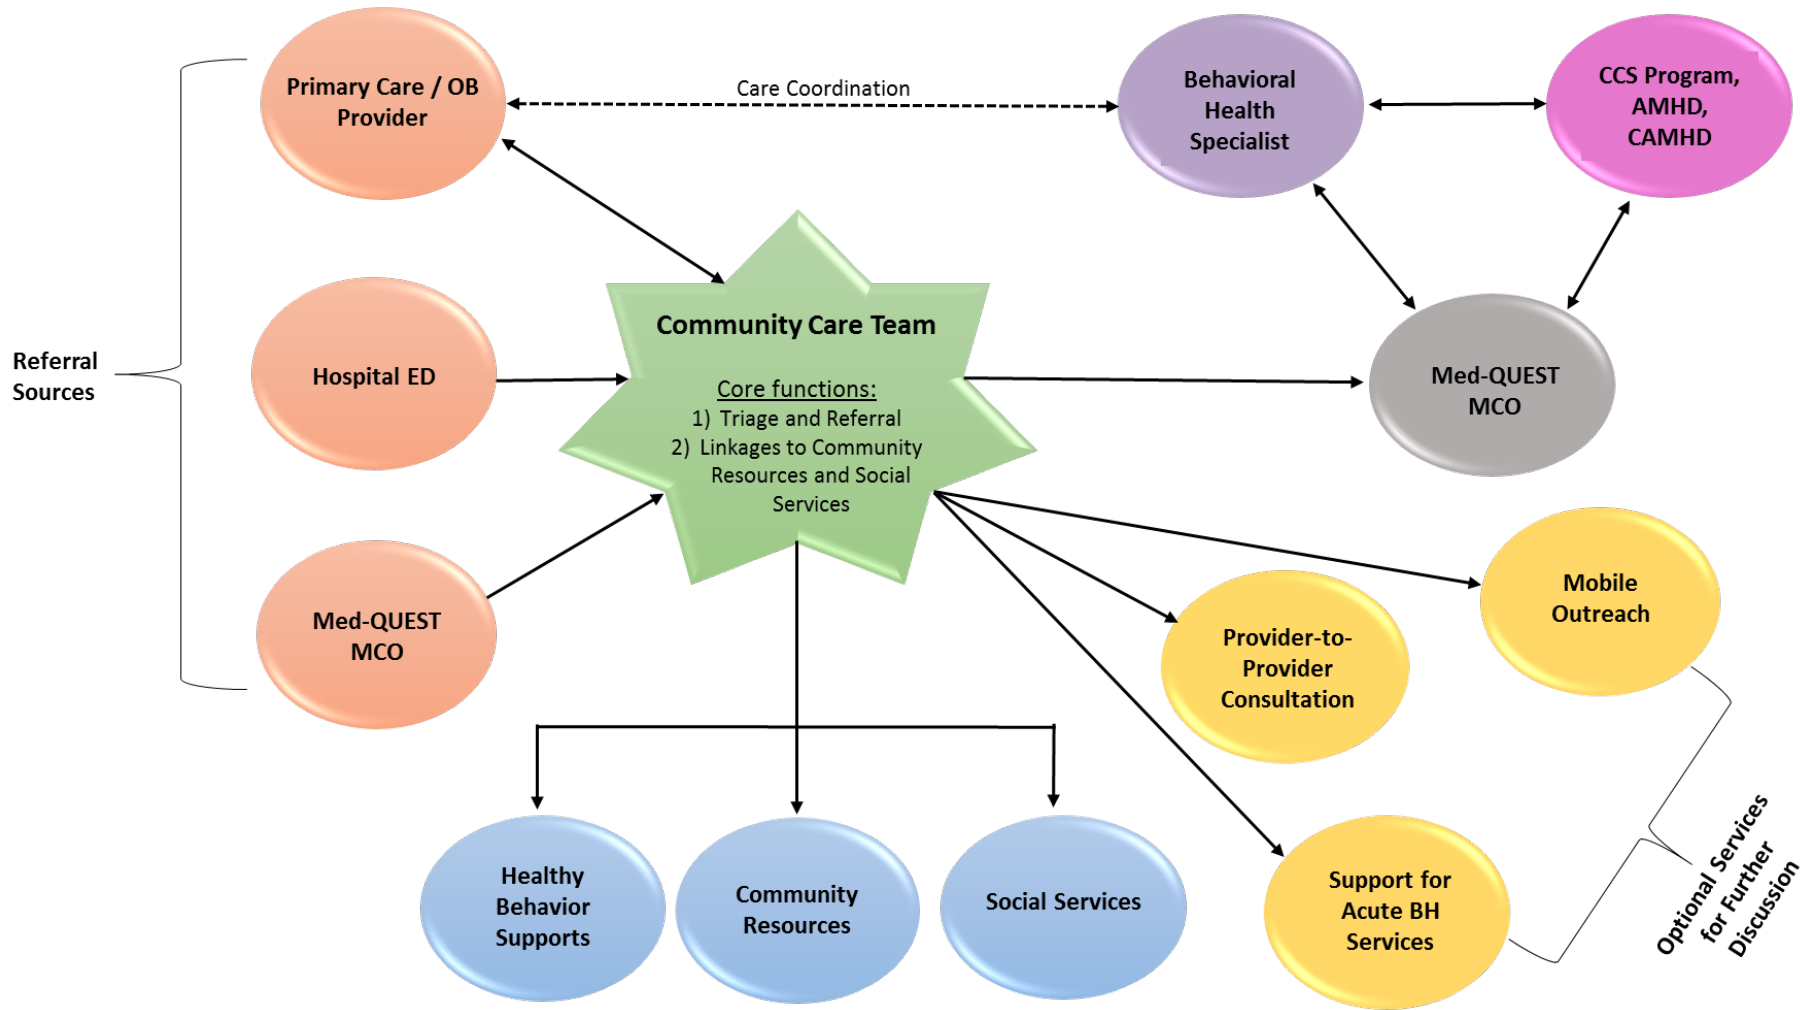 Primary Care / OB
Provider
Care Coordination
Behavioral
Health
Specialist
CCS Program,
AMHD,
CAMHD
Referral
Sources
Hospital ED
Community Care Team
Core functions:
1) Triage and Referral
2) Linkages to Community
Resources and Social
Services
Med-QUEST
MCO
Med-QUEST
MCO
Mobile
Outreach
Provider-to-
Provider
Consultation
Healthy
Behavior
Supports
Community
Resources
Social Services
Support for
Acute BH
Services
Optional Services
for Further
Discussion